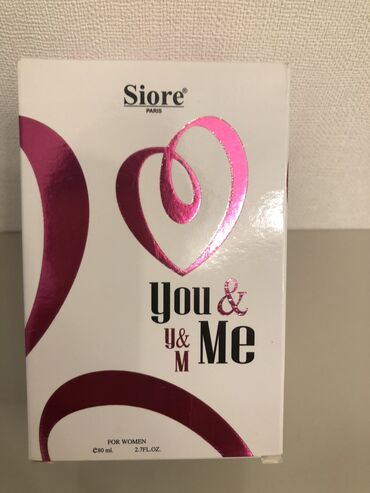 Siore®
PARIS
You &
y& Me
M
FOR WOMEN
℮80 ml. 2.7FL.OZ.